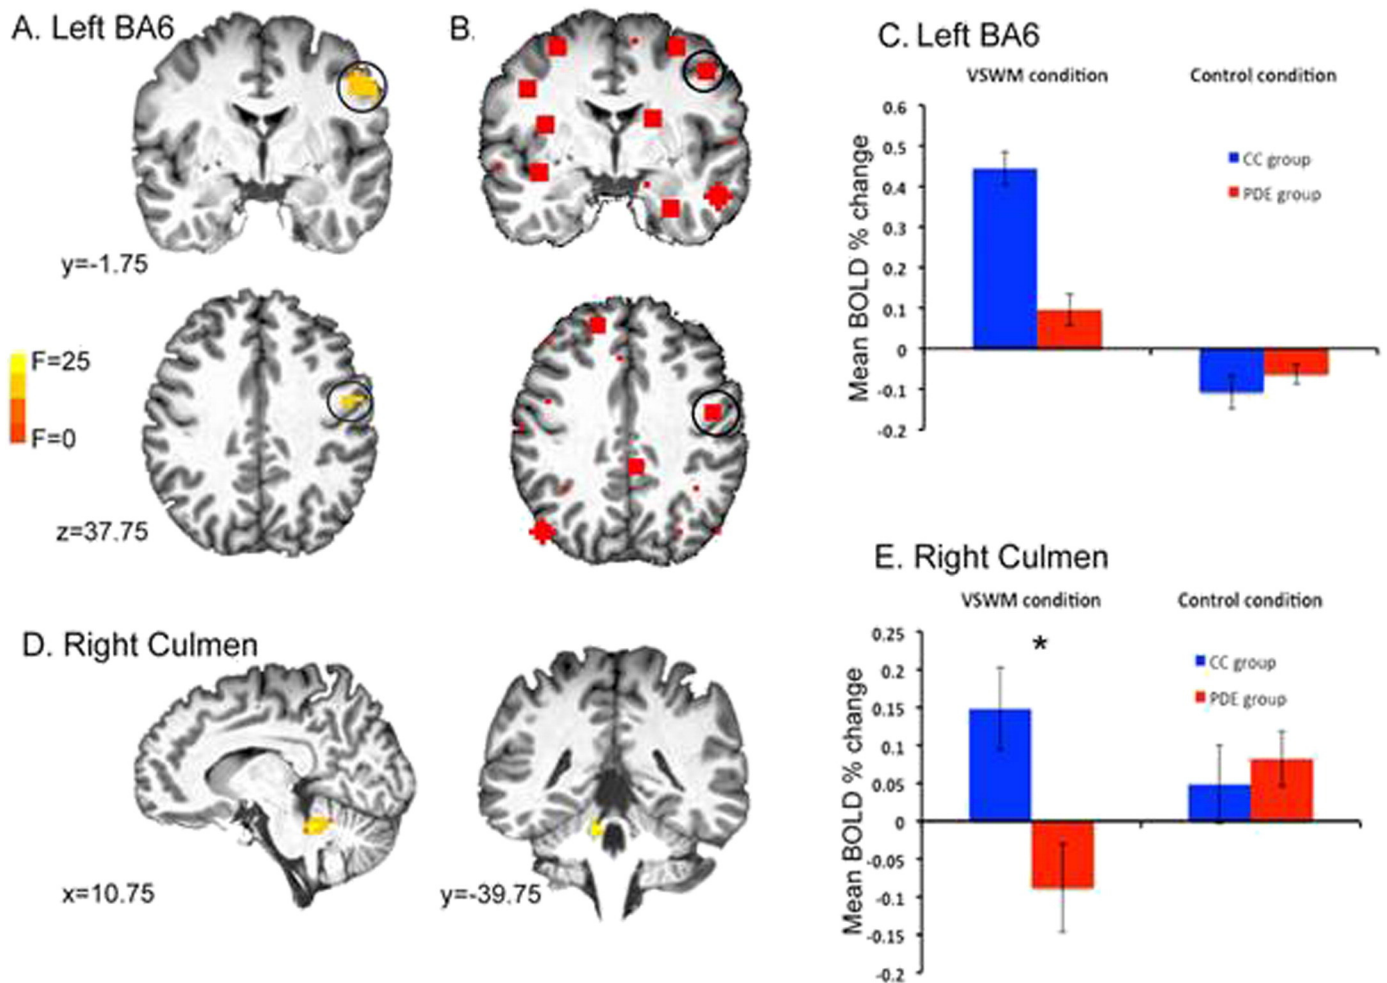 A. Left BA6
B.
y=-1.75
F=25
F=0
z=37.75
C. Left BA6
VSWM condition
Control condition
0.6
0.5
0.4
0.3
0.2
0.1
0
-0.1
-0.2
Mean BOLD % change
CC group
PDE group
D. Right Culmen
x=10.75
y=-39.75
E. Right Culmen
VSWM condition
Control condition
0.25
0.2
0.15
0.1
0.05
0
-0.05
-0.1
-0.15
-0.2
Mean BOLD % change
*
CC group
PDE group